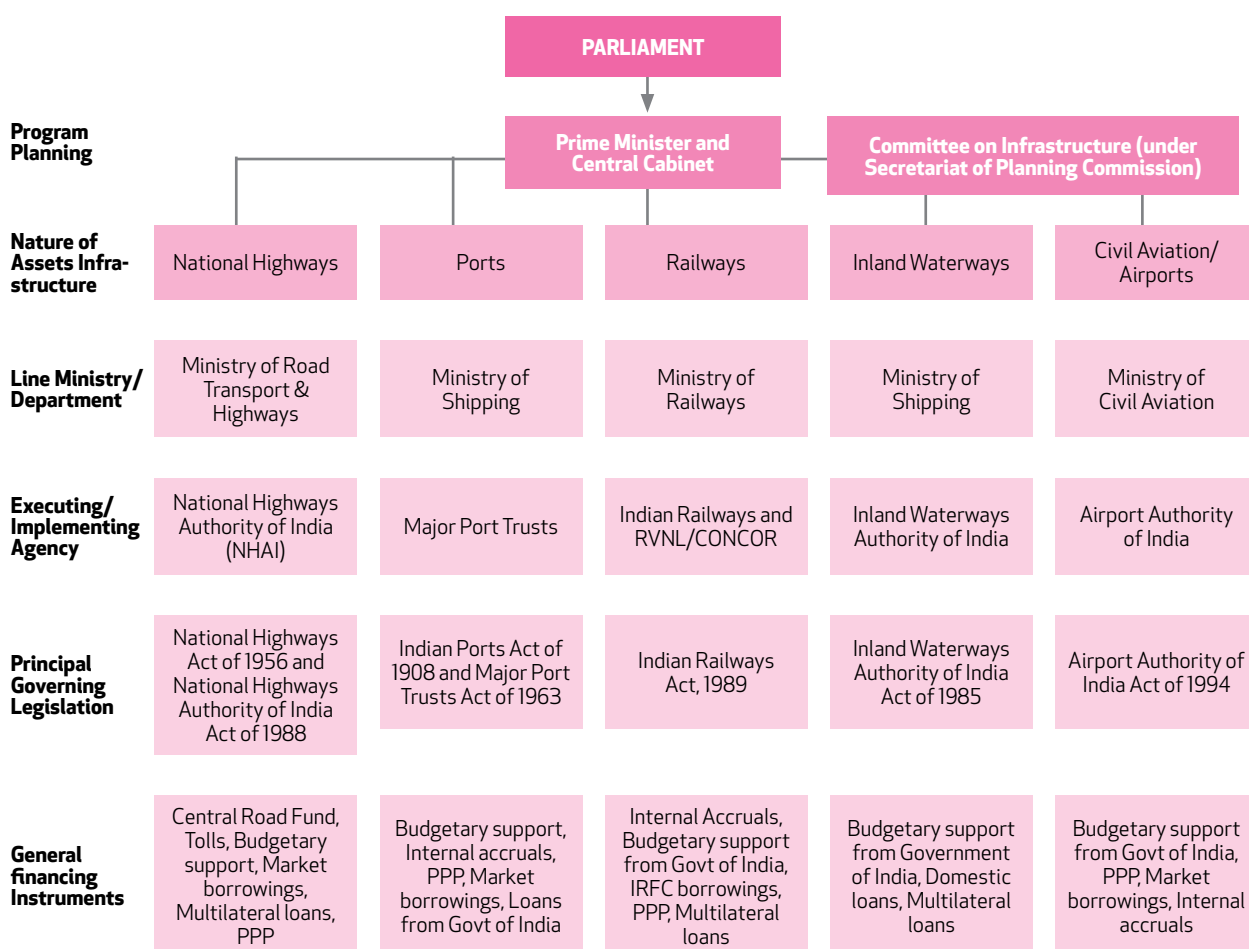 PARLIAMENT
Program
Planning
Prime Minister and
Central Cabinet
Committee on Infrastructure (under
Secretariat of Planning Commission)
Nature of
Assets Infra-
structure
National Highways
Ports
Railways
Inland Waterways
Civil Aviation/
Airports
Line Ministry/
Department
Ministry of Road
Transport &
Highways
Ministry of
Shipping
Ministry of
Railways
Ministry of
Shipping
Ministry of
Civil Aviation
Executing/
Implementing
Agency
National Highways
Authority of India
(NHAI)
Major Port Trusts
Indian Railways and
RVNL/CONCOR
Inland Waterways
Authority of India
Airport Authority
of India
Principal
Governing
Legislation
National Highways
Act of 1956 and
National Highways
Authority of India
Act of 1988
Indian Ports Act of
1908 and Major Port
Trusts Act of 1963
Indian Railways
Act, 1989
Inland Waterways
Authority of India
Act of 1985
Airport Authority of
India Act of 1994
General
financing
Instruments
Central Road Fund,
Tolls, Budgetary
support, Market
borrowings,
Multilateral loans,
PPP
Budgetary support,
Internal accruals,
PPP, Market
borrowings, Loans
from Govt of India
Internal Accruals,
Budgetary support
from Govt of India,
IRFC borrowings,
PPP, Multilateral
loans
Budgetary support
from Government
of India, Domestic
loans, Multilateral
loans
Budgetary support
from Govt of India,
PPP, Market
borrowings, Internal
accruals